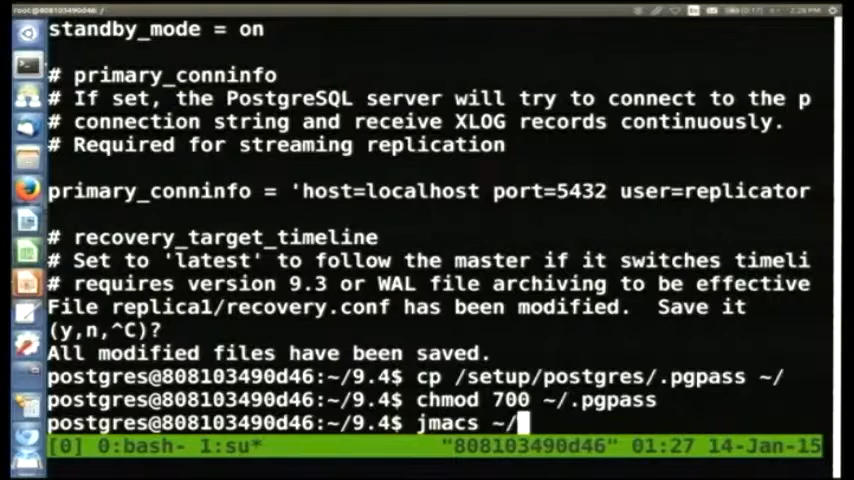 root@808103490d46: /
2:28 PM
standby_mode = on
# primary_conninfo
# If set, the PostgreSQL server will try to connect to the p
# connection string and receive XLOG records continuously.
# Required for streaming replication
primary_conninfo = 'host=localhost port=5432 user=replicator
# recovery_target_timeline
# Set to 'latest' to follow the master if it switches timeli
# requires version 9.3 or WAL file archiving to be effective
File replica1/recovery.conf has been modified.  Save it
(y,n,^C)?
All modified files have been saved.
postgres@808103490d46:~/9.4$ cp /setup/postgres/.pgpass ~/
postgres@808103490d46:~/9.4$ chmod 700 ~/.pgpass
postgres@808103490d46:~/9.4$ jmacs ~/
[0] 0:bash- 1:su* "808103490d46" 01:27 14-Jan-15